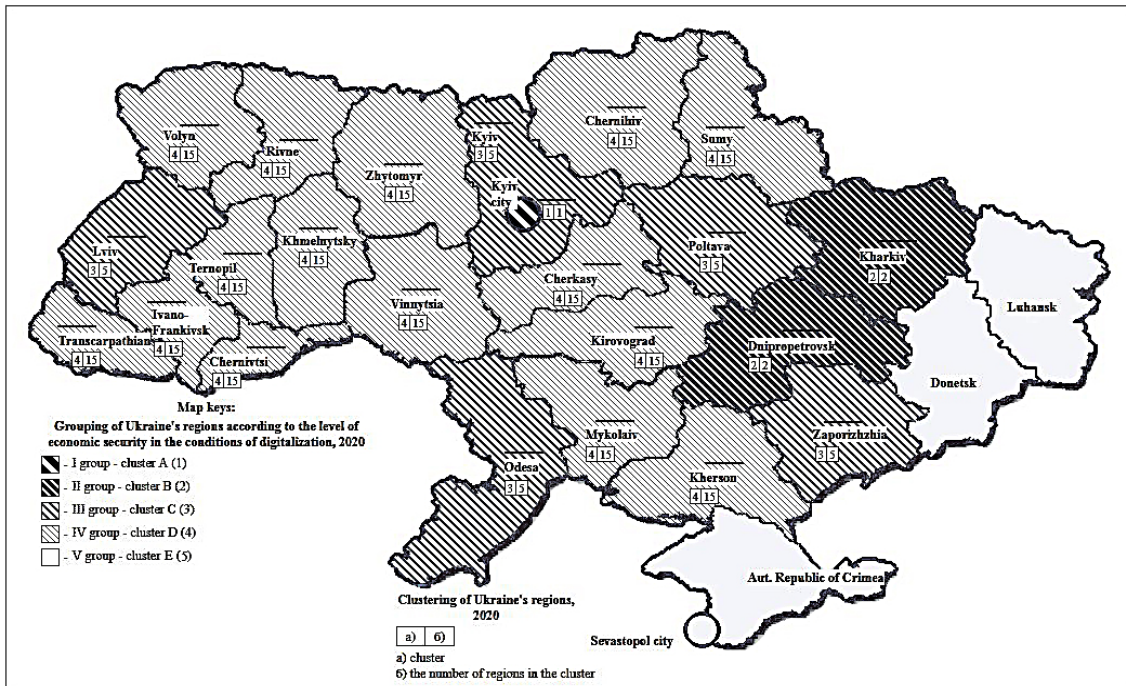 Volyn
4 15
Rivne
4 15
Zhytomyr
4 15
Kyiv
3 5
Kyiv
city
1 1
Chernihiv
4 15
Sumy
4 15
Lviv
3 5
Ternopil
4 15
Khmelnytsky
4 15
Vinnytsia
4 15
Cherkasy
4 15
Poltava
3 5
Kharkiv
2 2
Luhansk
Transcarpathian
4 15
Ivano-
Frankivsk
4 15
Chernivtsi
4 15
Kirovograd
4 15
Dnipropetrovsk
2 2
Donetsk
Mykolaiv
4 15
Zaporizhzhia
3 5
Odesa
3 5
Kherson
4 15
Aut. Republic of Crimea
Sevastopol city
Map keys:
Grouping of Ukraine's regions according to the level of
economic security in the conditions of digitalization, 2020
- I group - cluster A (1)
- II group - cluster B (2)
- III group - cluster C (3)
- IV group - cluster D (4)
- V group - cluster E (5)
Clustering of Ukraine's regions,
2020
а) б)
а) cluster
б) the number of regions in the cluster